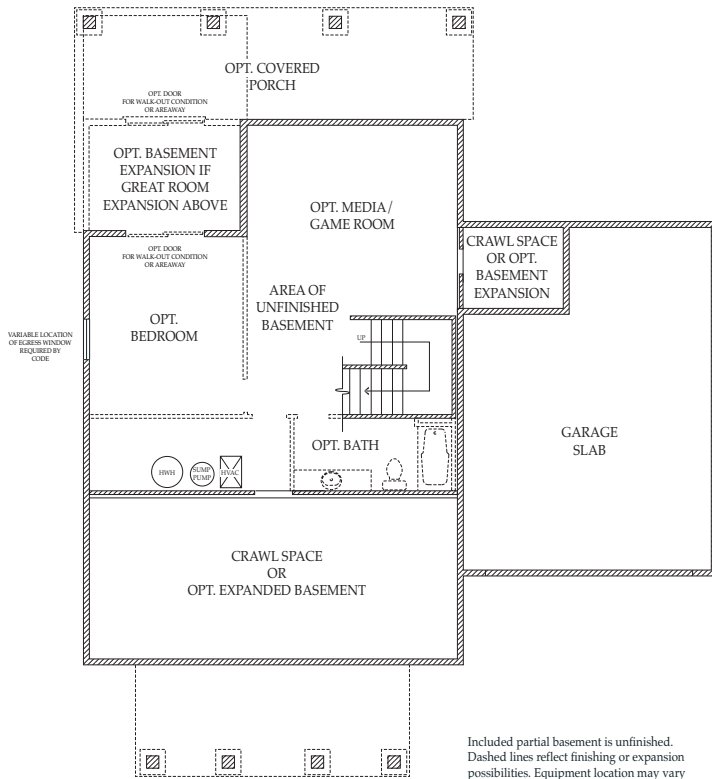 OPT. COVERED
PORCH
OPT. DOOR
FOR WALK-OUT CONDITION
OR AREAWAY
OPT. BASEMENT
EXPANSION IF
GREAT ROOM
EXPANSION ABOVE
OPT. MEDIA/
GAME ROOM
CRAWL SPACE
OR OPT.
BASEMENT
EXPANSION
OPT. DOOR
FOR WALK-OUT CONDITION
OR AREAWAY
AREA OF
UNFINISHED
BASEMENT
OPT.
BEDROOM
VARIABLE LOCATION
OF EGRESS WINDOW
REQUIRED BY
CODE
UP
GARAGE
SLAB
OPT. BATH
HWH
SUMP
PUMP
HVAC
CRAWL SPACE
OR
OPT. EXPANDED BASEMENT
Included partial basement is unfinished.
Dashed lines reflect finishing or expansion
possibilities. Equipment location may vary